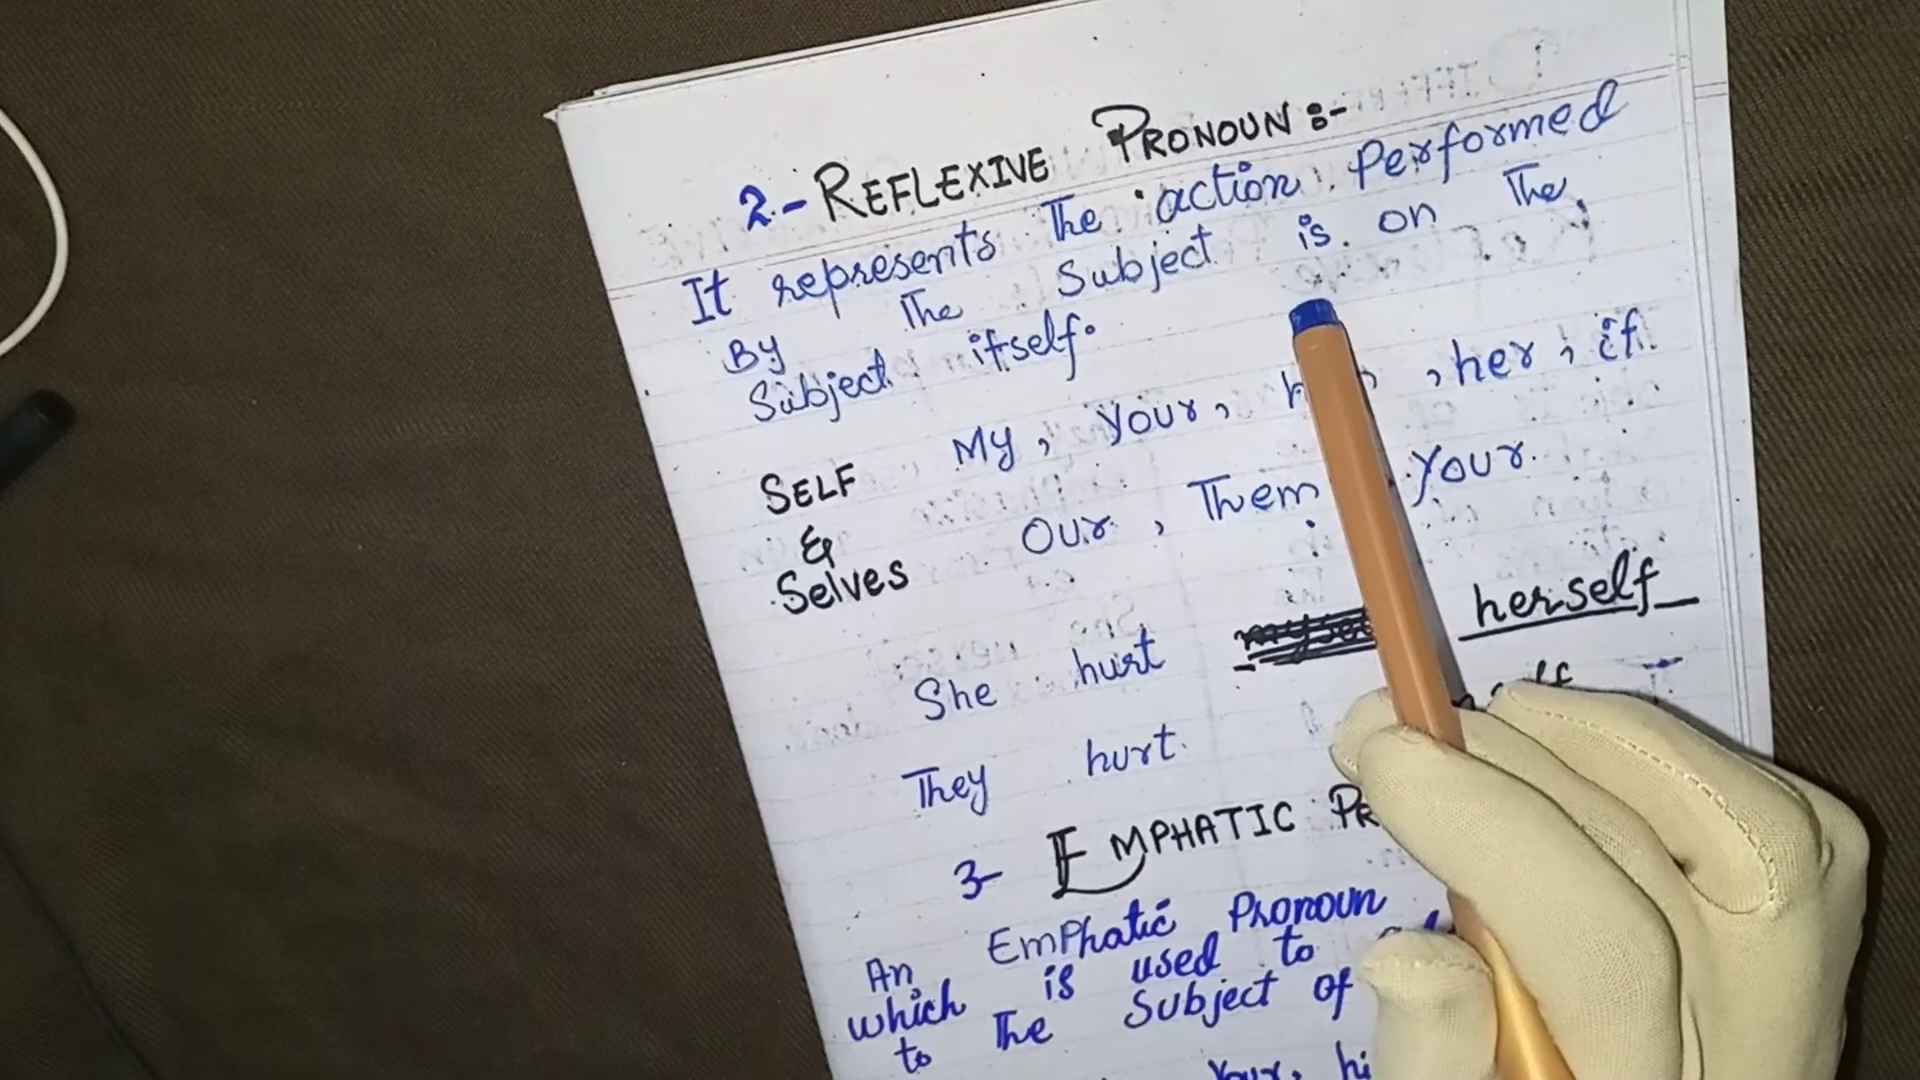 2- REFLEXIVE PRONOUN :-
It represents The action Performed
By The Subject is on The
Subject itself.
SELF My, Your, her, it
& Our, Them Your
Selves
She hurt herself
They hurt
3- EMPHATIC
An EmPhatic Pronoun
which is used to
to The Subject of
Your,